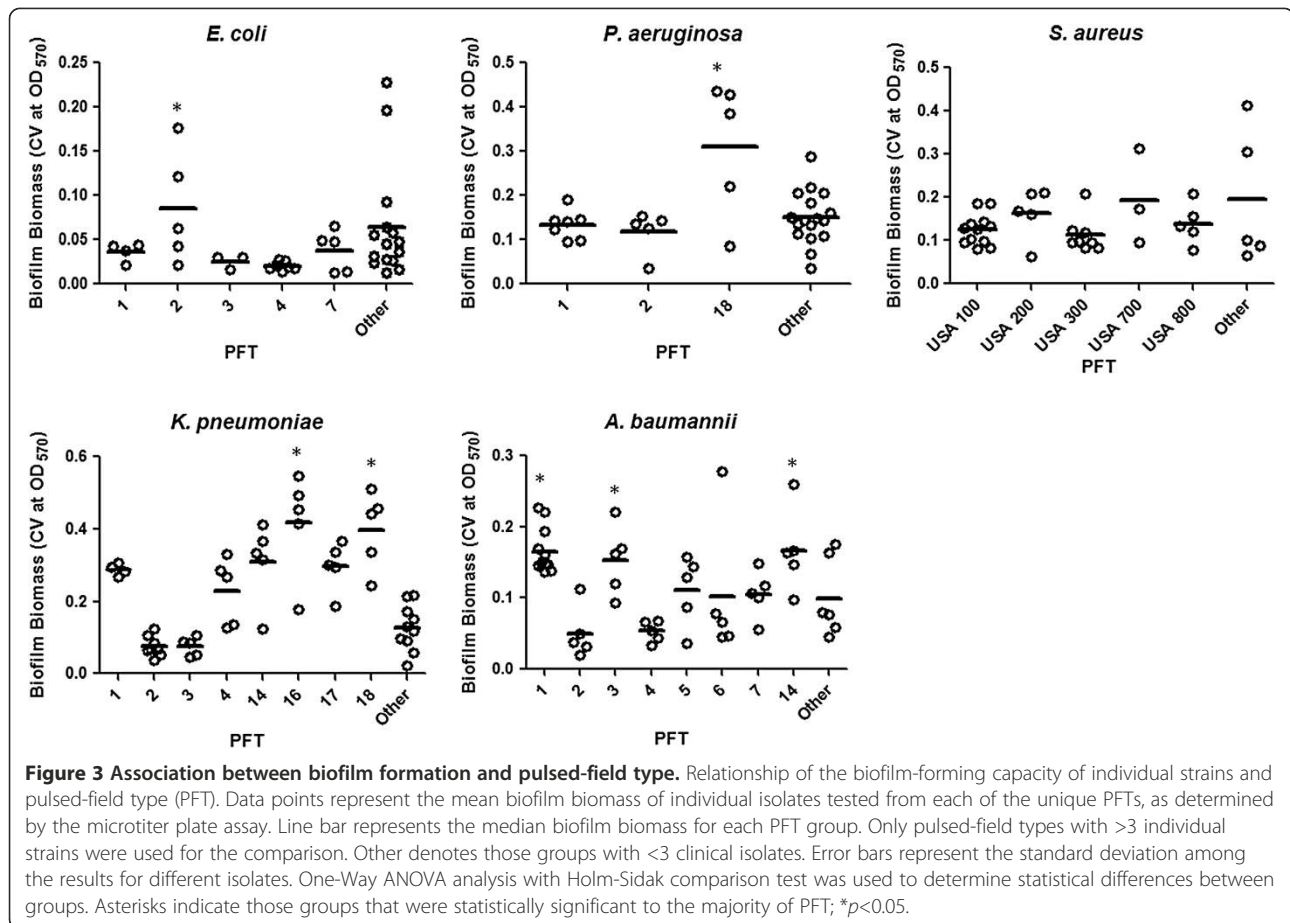 E. coli
Biofilm Biomass (CV at OD570)
0.25
0.20
0.15
0.10
0.05
0.00
*
1
2
3
4
7
Other
PFT
P. aeruginosa
Biofilm Biomass (CV at OD570)
0.5
0.4
0.3
0.2
0.1
0.0
*
1
2
18
Other
PFT
S. aureus
Biofilm Biomass (CV at OD570)
0.5
0.4
0.3
0.2
0.1
0.0
USA 100
USA 200
USA 300
USA 700
USA 800
Other
PFT
K. pneumoniae
Biofilm Biomass (CV at OD570)
0.6
0.4
0.2
0.0
*
*
1
2
3
4
14
16
17
18
Other
PFT
A. baumannii
Biofilm Biomass (CV at OD570)
0.3
0.2
0.1
0.0
*
*
*
1
2
3
4
5
6
7
14
Other
PFT
Figure 3 Association between biofilm formation and pulsed-field type. Relationship of the biofilm-forming capacity of individual strains and
pulsed-field type (PFT). Data points represent the mean biofilm biomass of individual isolates tested from each of the unique PFTs, as determined
by the microtiter plate assay. Line bar represents the median biofilm biomass for each PFT group. Only pulsed-field types with >3 individual
strains were used for the comparison. Other denotes those groups with <3 clinical isolates. Error bars represent the standard deviation among
the results for different isolates. One-Way ANOVA analysis with Holm-Sidak comparison test was used to determine statistical differences between
groups. Asterisks indicate those groups that were statistically significant to the majority of PFT; *p<0.05.